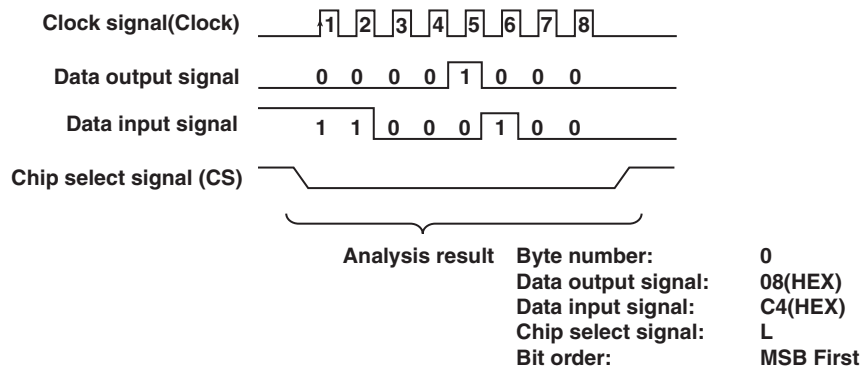 Clock signal(Clock) 1 2 3 4 5 6 7 8
Data output signal 0 0 0 0 1 0 0 0
Data input signal 1 1 0 0 0 1 0 0
Chip select signal (CS)
Analysis result Byte number: 0
Data output signal: 08(HEX)
Data input signal: C4(HEX)
Chip select signal: L
Bit order: MSB First